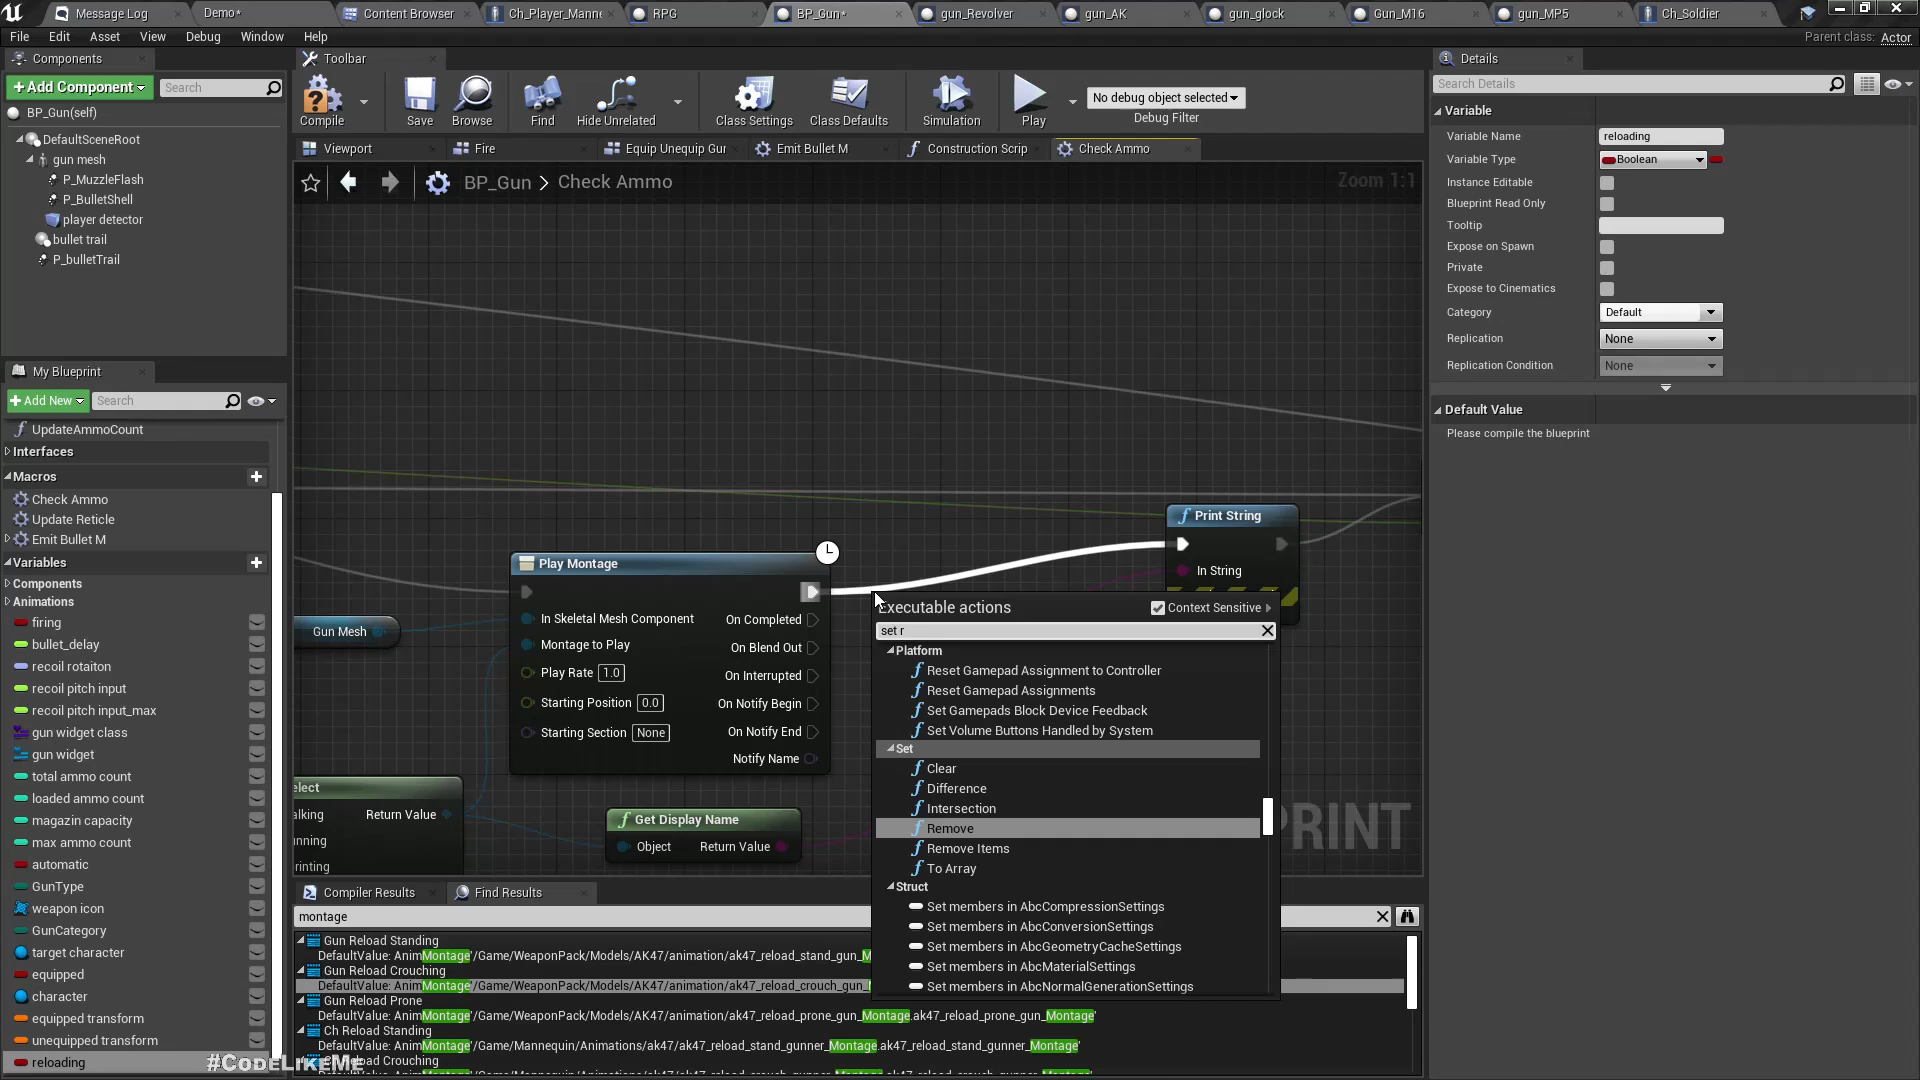 Message Log
Demo*
Content Browser
Ch_Player_Manne
RPG
BP_Gun*
gun_Revolver
gun_AK
gun_glock
Gun_M16
gun_MP5
Ch_Soldier
File Edit Asset View Debug Window Help
Parent class: Actor
Components
Toolbar
Details
+Add Component
Search
BP_Gun(self)
DefaultSceneRoot
gun mesh
P_MuzzleFlash
P_BulletShell
player detector
bullet trail
P_bulletTrail
Compile
Save
Browse
Find
Hide Unrelated
Class Settings
Class Defaults
Simulation
Play
No debug object selected
Debug Filter
Viewport
Fire
Equip Unequip Gur
Emit Bullet M
Construction Scrip
Check Ammo
BP_Gun > Check Ammo
Zoom 1:1
My Blueprint
+Add New
Search
UpdateAmmoCount
Interfaces
Macros
Check Ammo
Update Reticle
Emit Bullet M
Variables
Components
Animations
firing
bullet_delay
recoil rotaiton
recoil pitch input
recoil pitch input_max
gun widget class
gun widget
total ammo count
loaded ammo count
magazin capacity
max ammo count
automatic
GunType
weapon icon
GunCategory
target character
equipped
character
equipped transform
unequipped transform
reloading
#CodeLikeMe
Gun Mesh
Play Montage
In Skeletal Mesh Component
Montage to Play
Play Rate 1.0
Starting Position 0.0
Starting Section None
On Completed
On Blend Out
On Interrupted
On Notify Begin
On Notify End
Notify Name
Print String
In String
elect
alking
Return Value
nning
rinting
Get Display Name
Object
Return Value
PRINT
Executable actions
Context Sensitive
set r
Platform
Reset Gamepad Assignment to Controller
Reset Gamepad Assignments
Set Gamepads Block Device Feedback
Set Volume Buttons Handled by System
Set
Clear
Difference
Intersection
Remove
Remove Items
To Array
Struct
Set members in AbcCompressionSettings
Set members in AbcConversionSettings
Set members in AbcGeometryCacheSettings
Set members in AbcMaterialSettings
Set members in AbcNormalGenerationSettings
Compiler Results
Find Results
montage
Gun Reload Standing
DefaultValue: AnimMontage'/Game/WeaponPack/Models/AK47/animation/ak47_reload_stand_gun_M
Gun Reload Crouching
DefaultValue: AnimMontage'/Game/WeaponPack/Models/AK47/animation/ak47_reload_crouch_gun_
Gun Reload Prone
DefaultValue: AnimMontage'/Game/WeaponPack/Models/AK47/animation/ak47_reload_prone_gun_Montage.ak47_reload_prone_gun_Montage'
Ch Reload Standing
DefaultValue: AnimMontage'/Game/Mannequin/Animations/ak47/ak47_reload_stand_gunner_Montage.ak47_reload_stand_gunner_Montage'
Ch Reload Crouching
Search Details
Variable
Variable Name reloading
Variable Type Boolean
Instance Editable
Blueprint Read Only
Tooltip
Expose on Spawn
Private
Expose to Cinematics
Category Default
Replication None
Replication Condition None
Default Value
Please compile the blueprint